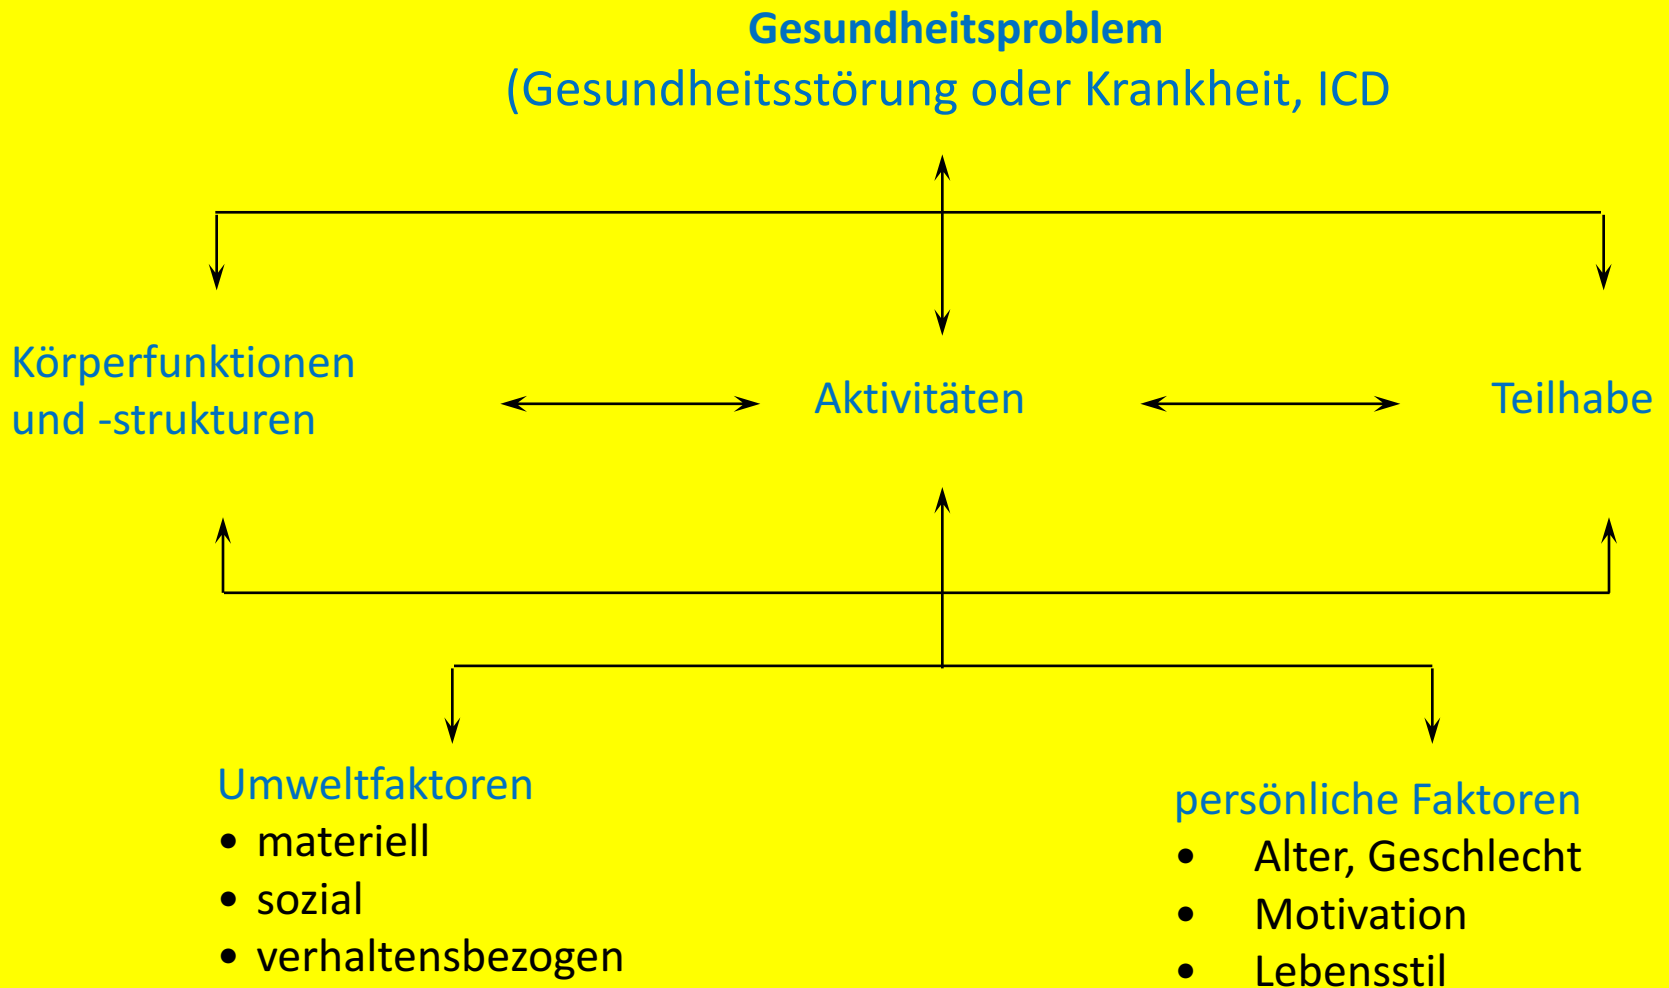 Gesundheitsproblem
(Gesundheitsstörung oder Krankheit, ICD
Körperfunktionen
und -strukturen
Aktivitäten
Teilhabe
Umweltfaktoren
• materiell
• sozial
• verhaltensbezogen
persönliche Faktoren
• Alter, Geschlecht
• Motivation
• Lebensstil